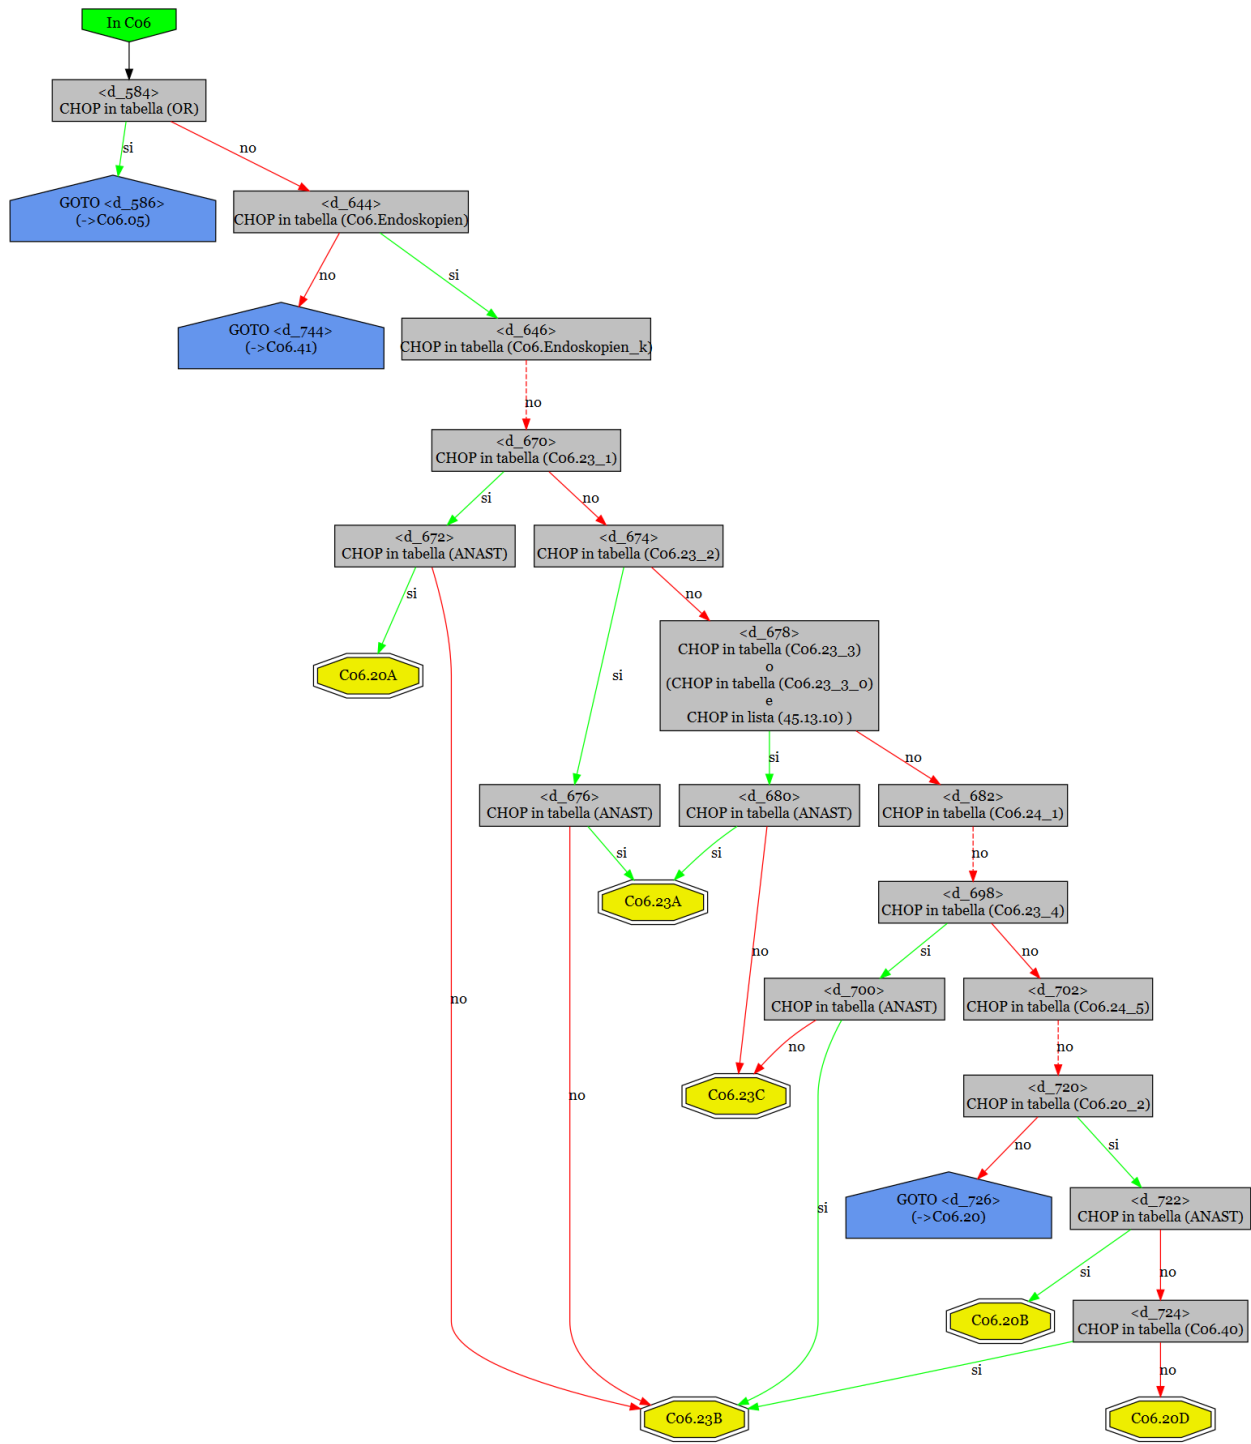 In C06
<d_584>
CHOP in tabella (OR)
si
no
GOTO <d_586>
(->C06.05)
<d_644>
CHOP in tabella (C06.Endoskopien)
no
si
GOTO <d_744>
(->C06.41)
<d_646>
CHOP in tabella (C06.Endoskopien_k)
no
<d_670>
CHOP in tabella (C06.23_1)
si
no
<d_672>
CHOP in tabella (ANAST)
<d_674>
CHOP in tabella (C06.23_2)
si
no
C06.20A
si
<d_678>
CHOP in tabella (C06.23_3)
o
(CHOP in tabella (C06.23_3_0)
e
CHOP in lista (45.13.10) )
si
no
<d_676>
CHOP in tabella (ANAST)
<d_680>
CHOP in tabella (ANAST)
<d_682>
CHOP in tabella (C06.24_1)
si
si
no
C06.23A
<d_698>
CHOP in tabella (C06.23_4)
no
si
no
no
<d_700>
CHOP in tabella (ANAST)
<d_702>
CHOP in tabella (C06.24_5)
no
no
no
C06.23C
<d_720>
CHOP in tabella (C06.20_2)
no
si
si
GOTO <d_726>
(->C06.20)
<d_722>
CHOP in tabella (ANAST)
si
no
C06.20B
<d_724>
CHOP in tabella (C06.40)
si
no
C06.23B
C06.20D